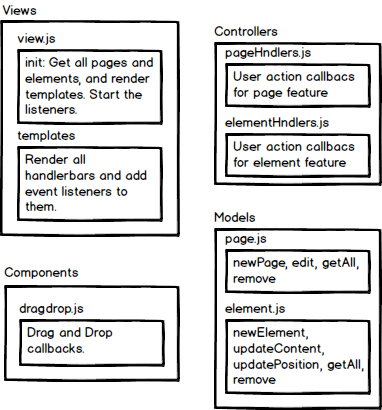 Views
view.js
init: Get all pages and
elements, and render
templates. Start the
listeners.
templates
Render all
handlerbars and add
event listeners to
them.
Components
dragdrop.js
Drag and Drop
callbacks.
Controllers
pageHndlers.js
User action callbacs
for page feature
elementHndlers.js
User action callbacs
for element feature
Models
page.js
newPage, edit, getAll,
remove
element.js
newElement,
updateContent,
updatePosition, getAll,
remove